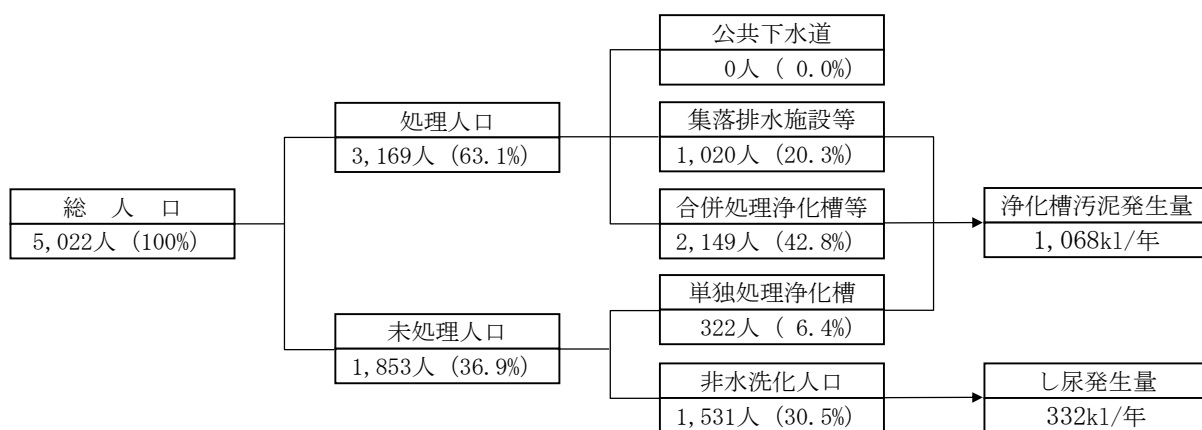 総 人 口
5,022人 (100%)
処理人口
3,169人 (63.1%)
未処理人口
1,853人 (36.9%)
公共下水道
0人 ( 0.0%)
集落排水施設等
1,020人 (20.3%)
合併処理浄化槽等
2,149人 (42.8%)
単独処理浄化槽
322人 ( 6.4%)
非水洗化人口
1,531人 (30.5%)
浄化槽汚泥発生量
1,068kl/年
し尿発生量
332kl/年